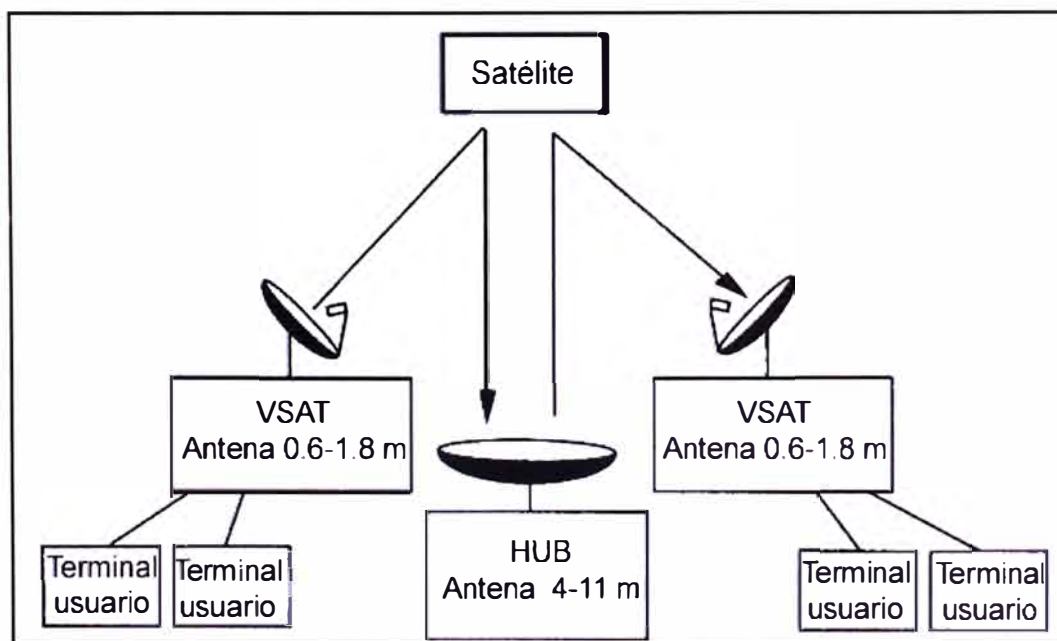 Satélite
VSAT
Antena 0.6-1.8 m
VSAT
Antena 0.6-1.8 m
HUB
Antena 4-11 m
Terminal
usuario
Terminal
usuario
Terminal
usuario
Terminal
usuario